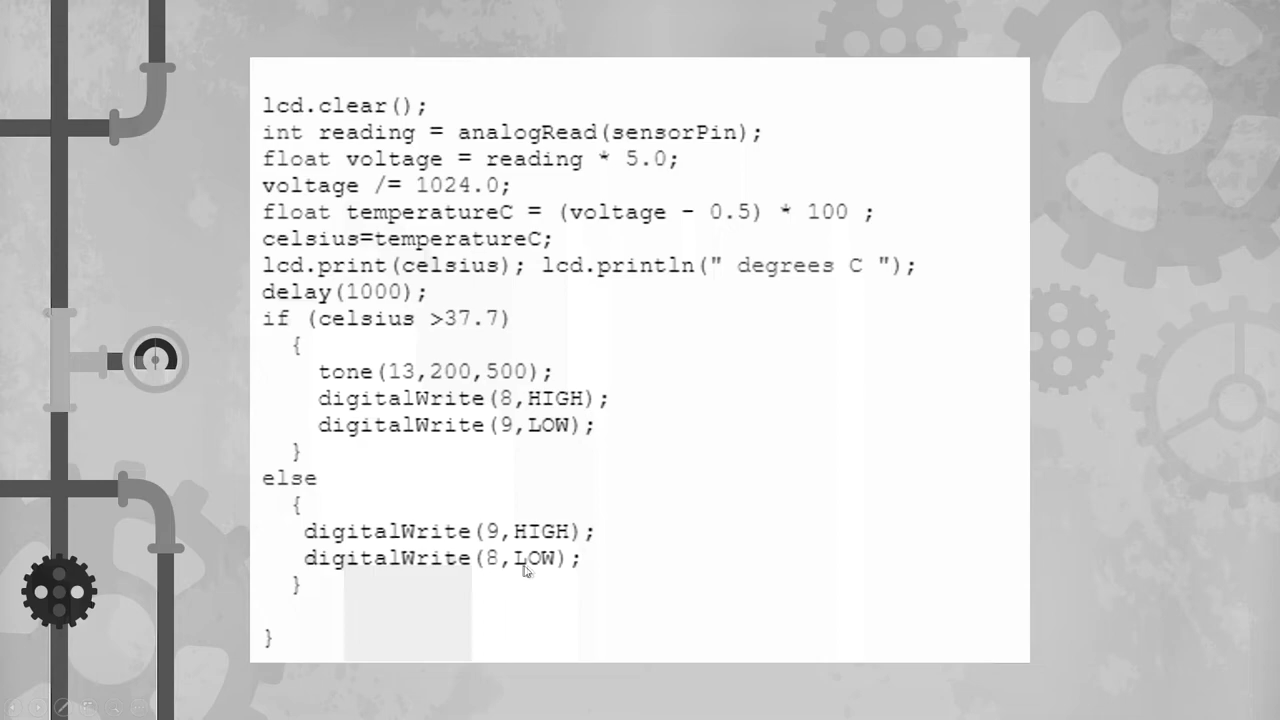 lcd.clear();
int reading = analogRead(sensorPin);
float voltage = reading * 5.0;
voltage /= 1024.0;
float temperatureC = (voltage - 0.5) * 100 ;
celsius=temperatureC;
lcd.print(celsius); lcd.println(" degrees C ");
delay(1000);
if (celsius >37.7)
{
tone(13,200,500);
digitalWrite(8,HIGH);
digitalWrite(9,LOW);
}
else
{
digitalWrite(9,HIGH);
digitalWrite(8,LOW);
}
}